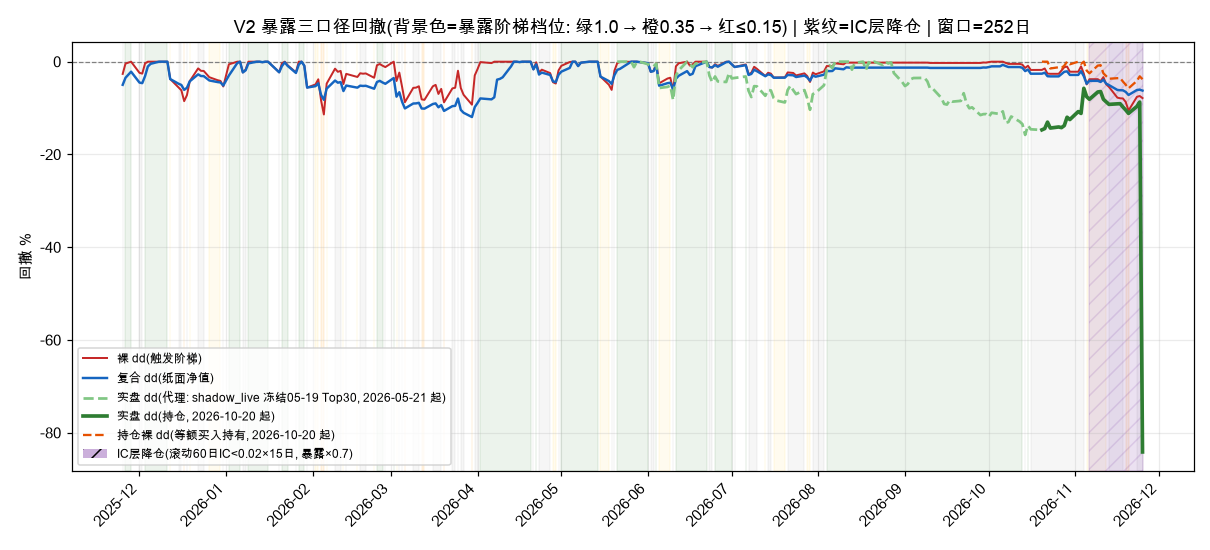 V2 暴露三口径回撤(背景色=暴露阶梯档位: 绿1.0 → 橙0.35 → 红≤0.15) | 紫纹=IC层降仓 | 窗口=252日
回撤 %
0
-20
-40
-60
-80
裸 dd(触发阶梯)
复合 dd(纸面净值)
实盘 dd(代理: shadow_live 冻结05-19 Top30, 2026-05-21 起)
实盘 dd(持仓, 2026-10-20 起)
持仓裸 dd(等额买入持有, 2026-10-20 起)
IC层降仓(滚动60日IC<0.02×15日, 暴露×0.7)
2025-12
2026-01
2026-02
2026-03
2026-04
2026-05
2026-06
2026-07
2026-08
2026-09
2026-10
2026-11
2026-12